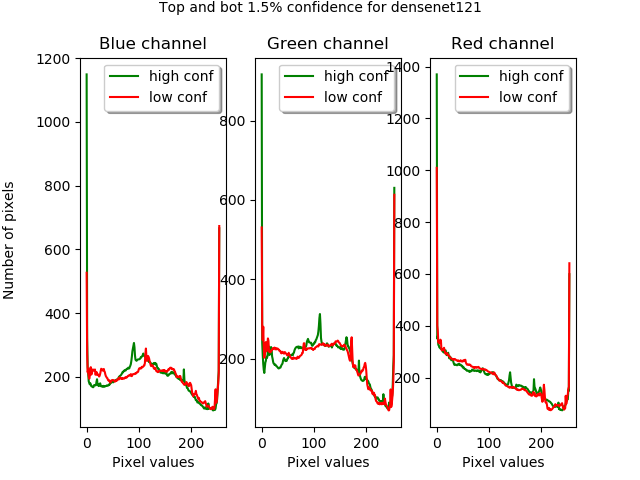 Top and bot 1.5% confidence for densenet121
Blue channel
Green channel
Red channel
Number of pixels
1200
1000
800
600
400
200
high conf
low conf
0
100
200
Pixel values
800
600
400
200
high conf
low conf
0
100
200
Pixel values
1400
1200
1000
800
600
400
200
high conf
low conf
0
100
200
Pixel values